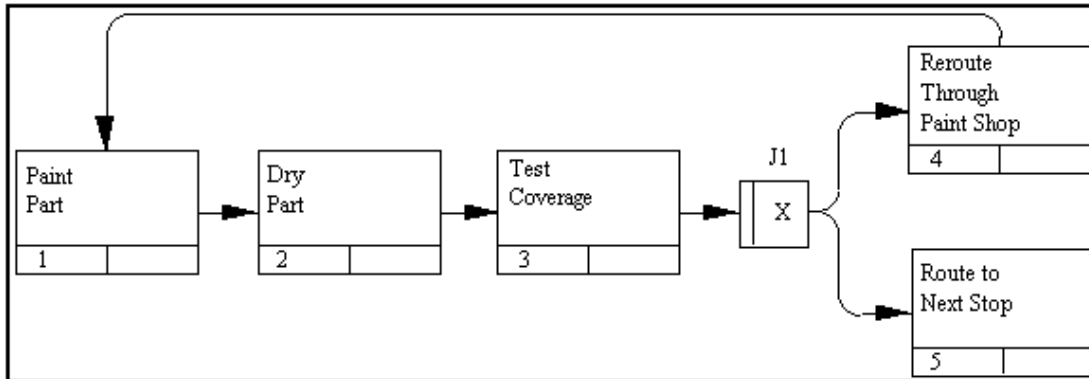 Paint
Part
1
Dry
Part
2
Test
Coverage
3
J1
X
Reroute
Through
Paint Shop
4
Route to
Next Stop
5